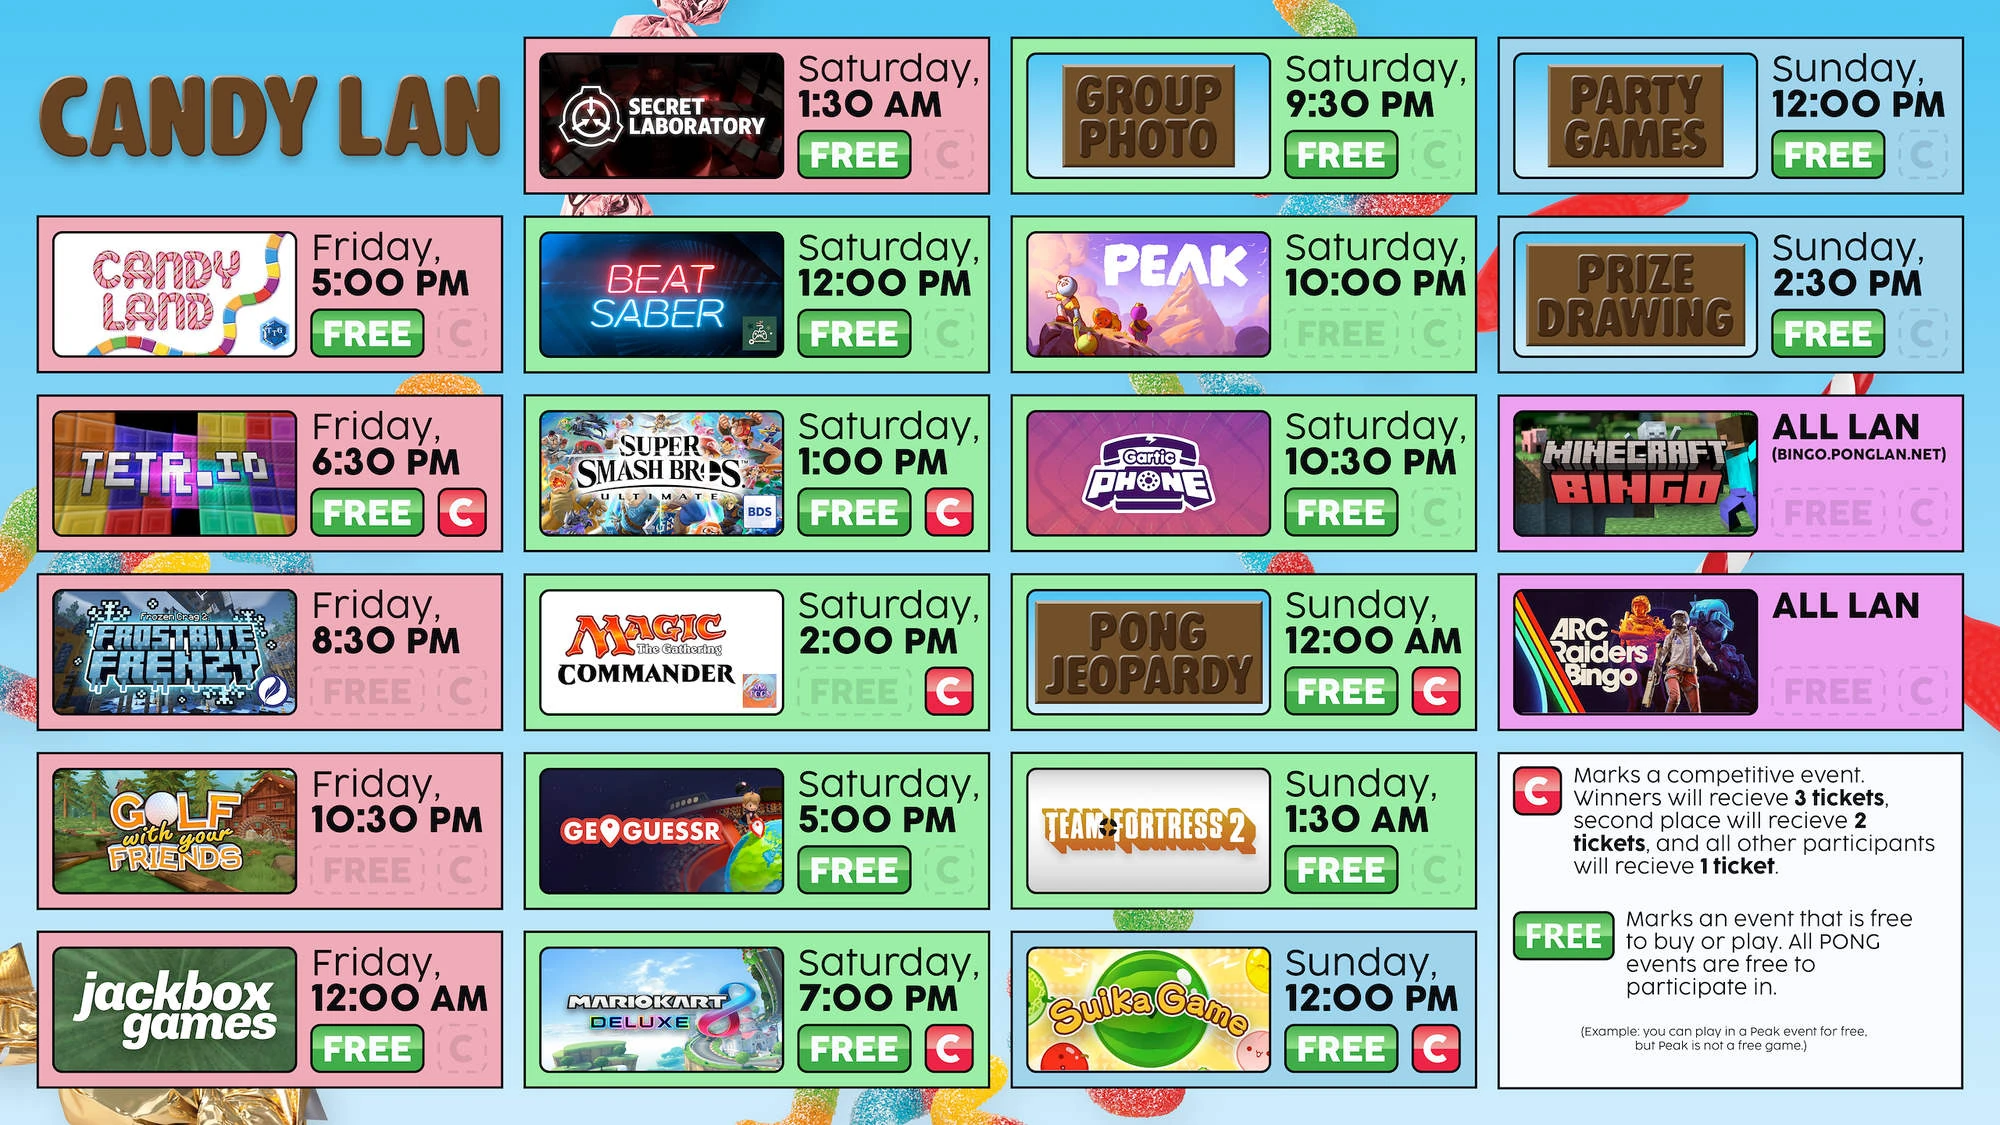 CANDY LAN
CANDY
LAND
TTG
Friday,
5:00 PM
FREE C
TETR.IO
Friday,
6:30 PM
FREE C
Frozen Crag 2:
FROSTBITE
FRENZY
Friday,
8:30 PM
FREE C
GOLF
with your
FRIENDS
Friday,
10:30 PM
FREE C
jackbox
games
Friday,
12:00 AM
FREE C
SECRET
LABORATORY
Saturday,
1:30 AM
FREE C
BEAT
SABER
Saturday,
12:00 PM
FREE C
SUPER
SMASH BROS.
ULTIMATE
BDS
Saturday,
1:00 PM
FREE C
MAGIC
The Gathering
COMMANDER
Saturday,
2:00 PM
FREE C
GEOGUESSR
Saturday,
5:00 PM
FREE C
MARIOKART
DELUXE 8
Saturday,
7:00 PM
FREE C
GROUP
PHOTO
Saturday,
9:30 PM
FREE C
PEAK
Saturday,
10:00 PM
FREE C
Gartic
PHONE
Saturday,
10:30 PM
FREE C
PONG
JEOPARDY
Sunday,
12:00 AM
FREE C
TEAM FORTRESS 2
Sunday,
1:30 AM
FREE C
Suika Game
Sunday,
12:00 PM
FREE C
PARTY
GAMES
Sunday,
12:00 PM
FREE C
PRIZE
DRAWING
Sunday,
2:30 PM
FREE C
MINECRAFT
BINGO
ALL LAN
(BINGO.PONGLAN.NET)
FREE C
ARC
Raiders
Bingo
ALL LAN
FREE C
C Marks a competitive event.
Winners will recieve 3 tickets,
second place will recieve 2
tickets, and all other participants
will recieve 1 ticket.
FREE Marks an event that is free
to buy or play. All PONG
events are free to
participate in.
(Example: you can play in a Peak event for free,
but Peak is not a free game.)